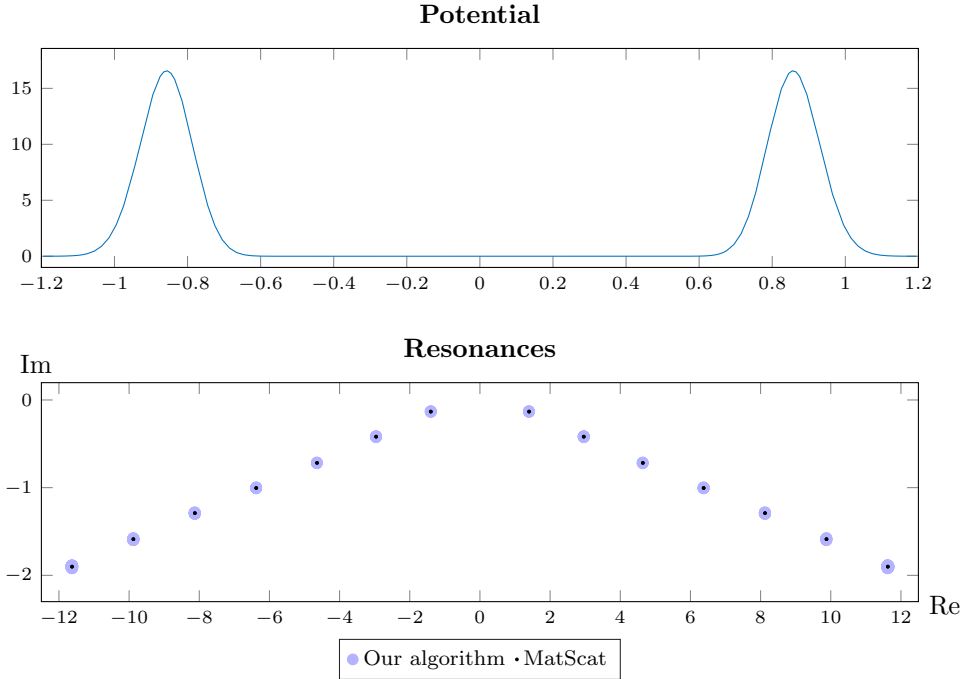 Potential
15
10
5
0
−1.2 −1 −0.8 −0.6 −0.4 −0.2 0 0.2 0.4 0.6 0.8 1 1.2
Resonances
Im
0
−1
−2
−12 −10 −8 −6 −4 −2 0 2 4 6 8 10 12
Re
Our algorithm MatScat